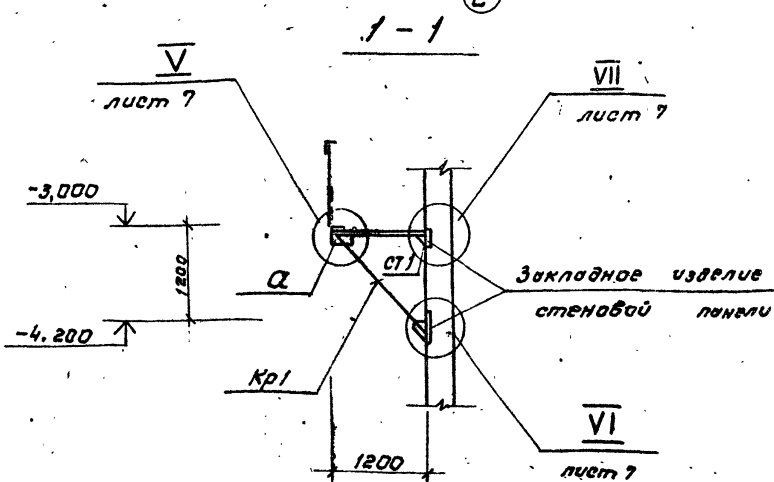 1 - 1
V
лист 7
VII
лист 7
-3,000
1200
-4.200
а
Ст1
Закладное изделие
стеновой панели
Кр1
VI
лист 7
1200